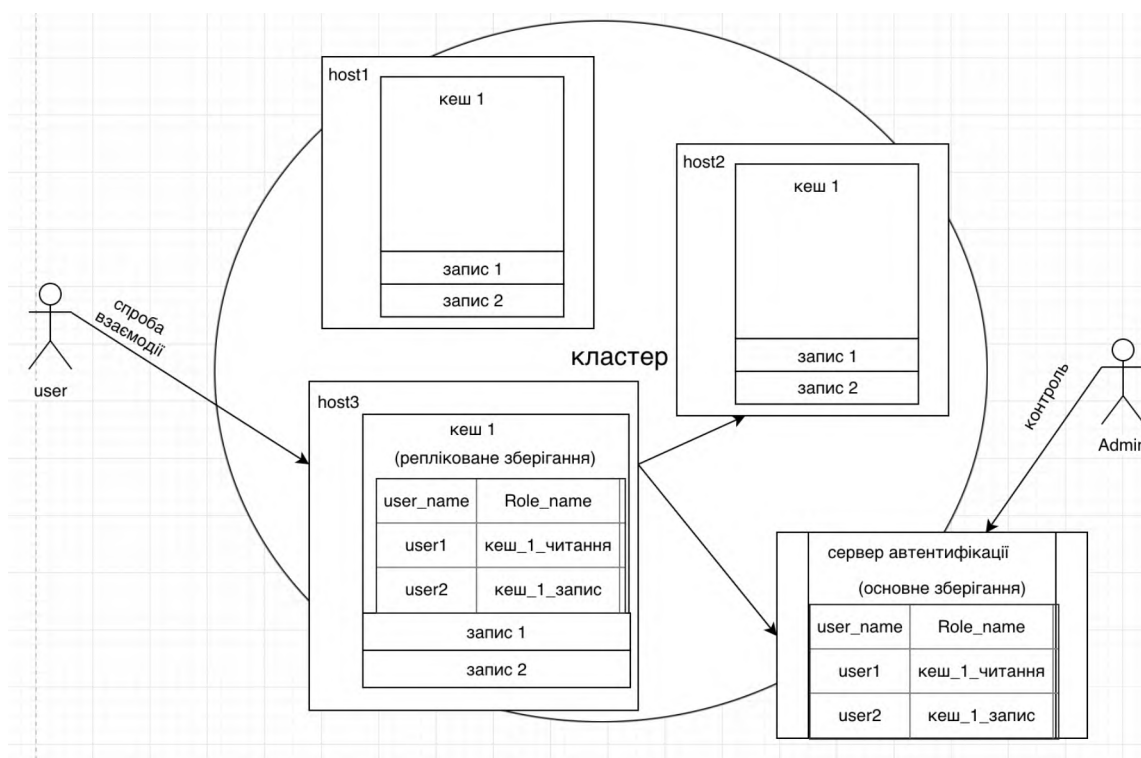 host1
кеш 1
запис 1
запис 2
host2
кеш 1
запис 1
запис 2
спроба
взаємодії
user
кластер
контроль
Admin
host3
кеш 1
(репліковане зберігання)
user_name Role_name
user1 кеш_1_читання
user2 кеш_1_запис
запис 1
запис 2
сервер автентифікації
(основне зберігання)
user_name Role_name
user1 кеш_1_читання
user2 кеш_1_запис